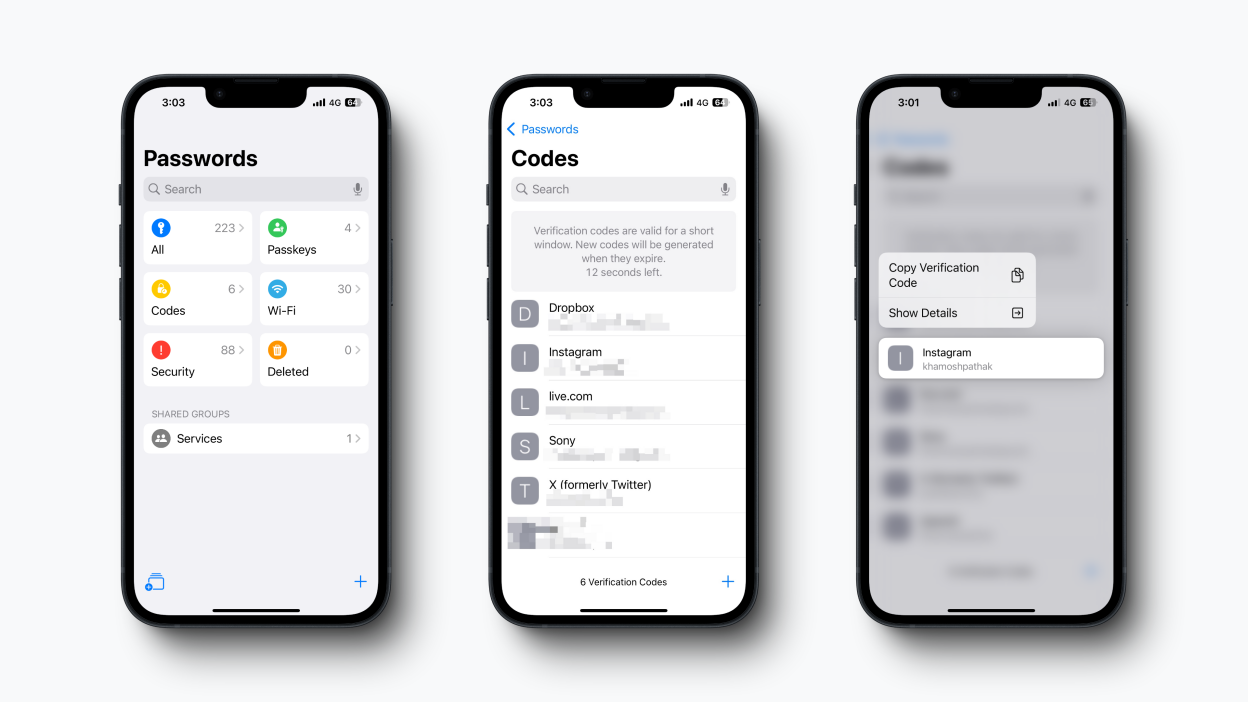 3:03
4G 64
Passwords
Search
223
All
4
Passkeys
6
Codes
30
Wi-Fi
88
Security
0
Deleted
SHARED GROUPS
Services
1
3:03
4G 64
Passwords
Codes
Search
Verification codes are valid for a short
window. New codes will be generated
when they expire.
12 seconds left.
D
Dropbox
I
Instagram
L
live.com
S
Sony
T
X (formerly Twitter)
6 Verification Codes
3:01
4G 65
Codes
Copy Verification
Code
Show Details
I
Instagram
khamoshpathak